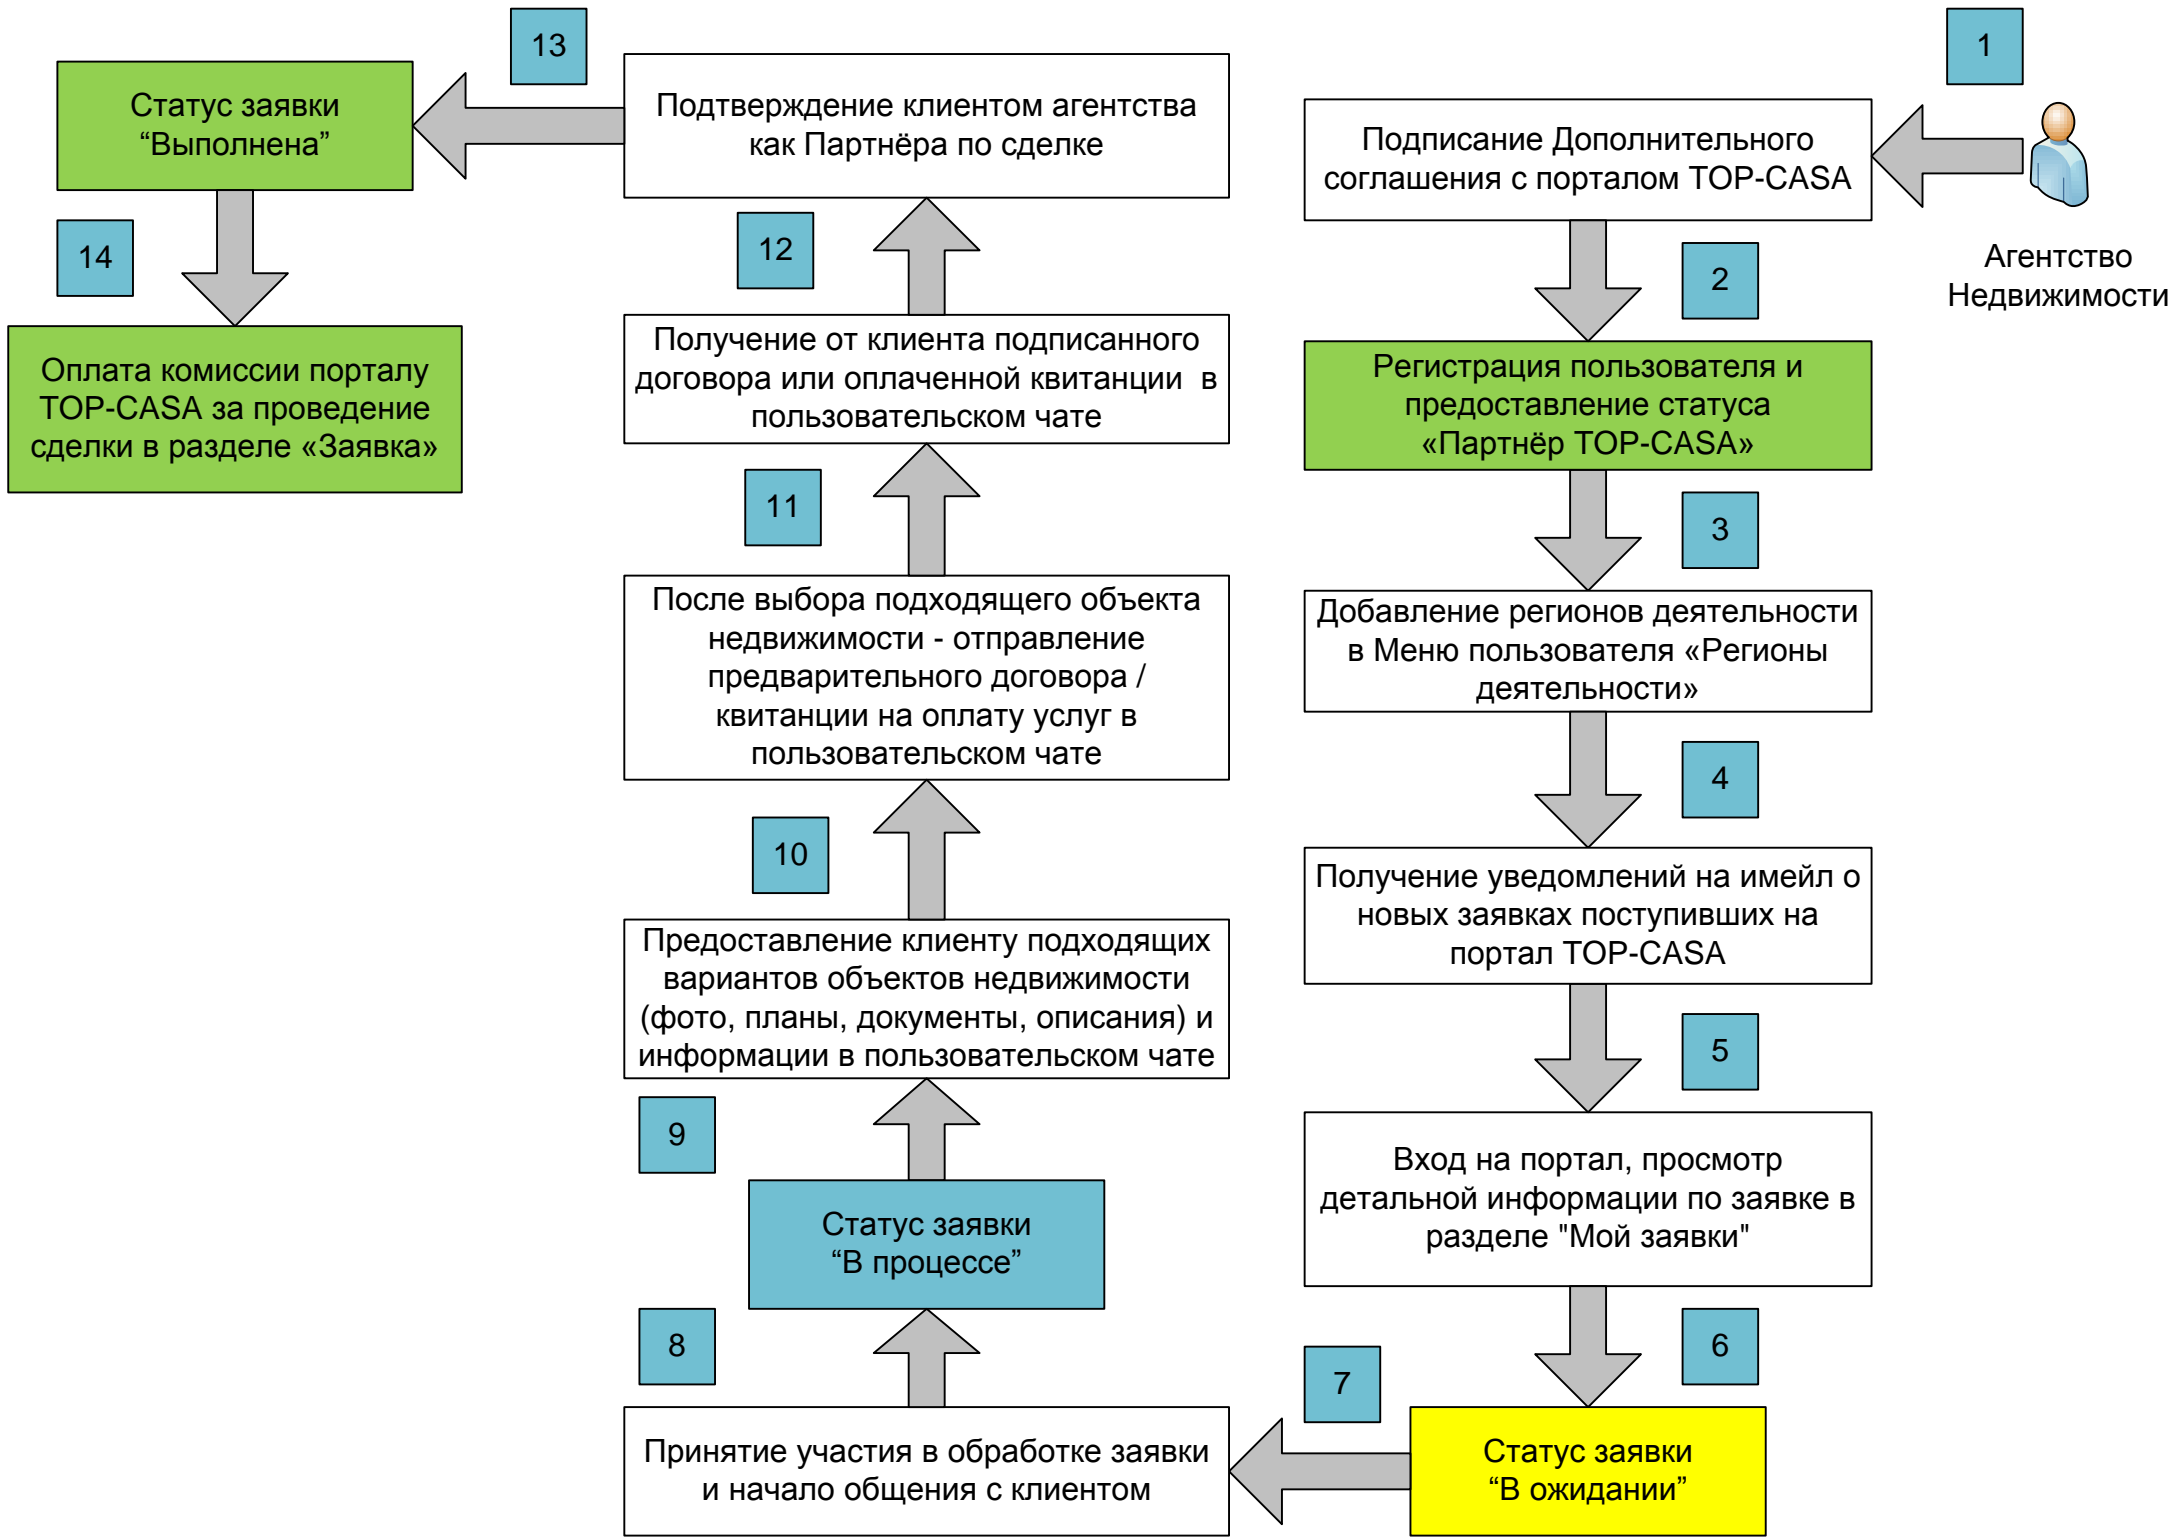 1
Агентство
Недвижимости
Подписание Дополнительного
соглашения с порталом TOP-CASA
2
Регистрация пользователя и
предоставление статуса
«Партнёр TOP-CASA»
3
Добавление регионов деятельности
в Меню пользователя «Регионы
деятельности»
4
Получение уведомлений на имейл о
новых заявках поступивших на
портал TOP-CASA
5
Вход на портал, просмотр
детальной информации по заявке в
разделе "Мой заявки"
6
Статус заявки
“В ожидании”
7
Принятие участия в обработке заявки
и начало общения с клиентом
8
Статус заявки
“В процессе”
9
Предоставление клиенту подходящих
вариантов объектов недвижимости
(фото, планы, документы, описания) и
информации в пользовательском чате
10
После выбора подходящего объекта
недвижимости - отправление
предварительного договора /
квитанции на оплату услуг в
пользовательском чате
11
Получение от клиента подписанного
договора или оплаченной квитанции в
пользовательском чате
12
Подтверждение клиентом агентства
как Партнёра по сделке
13
Статус заявки
“Выполнена”
14
Оплата комиссии порталу
TOP-CASA за проведение
сделки в разделе «Заявка»